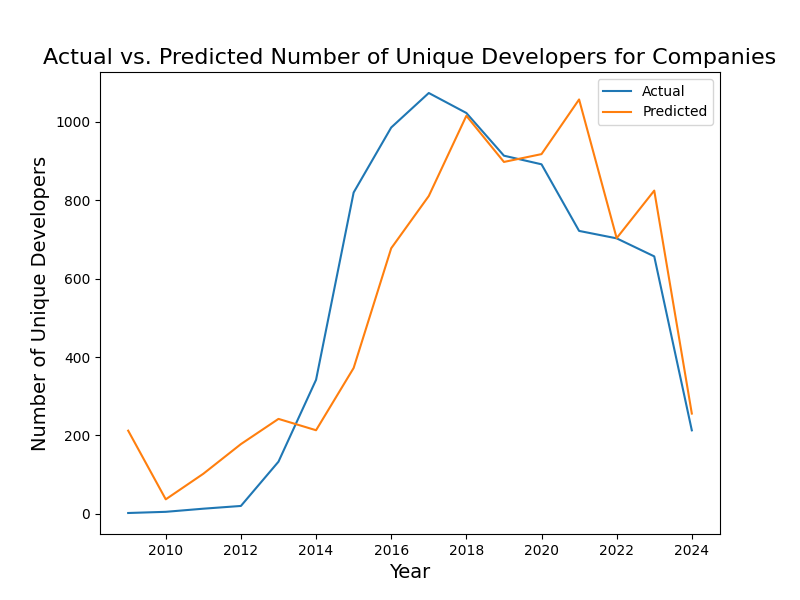 Actual vs. Predicted Number of Unique Developers for Companies
Actual
Predicted
Number of Unique Developers
1000
800
600
400
200
0
2010 2012 2014 2016 2018 2020 2022 2024
Year